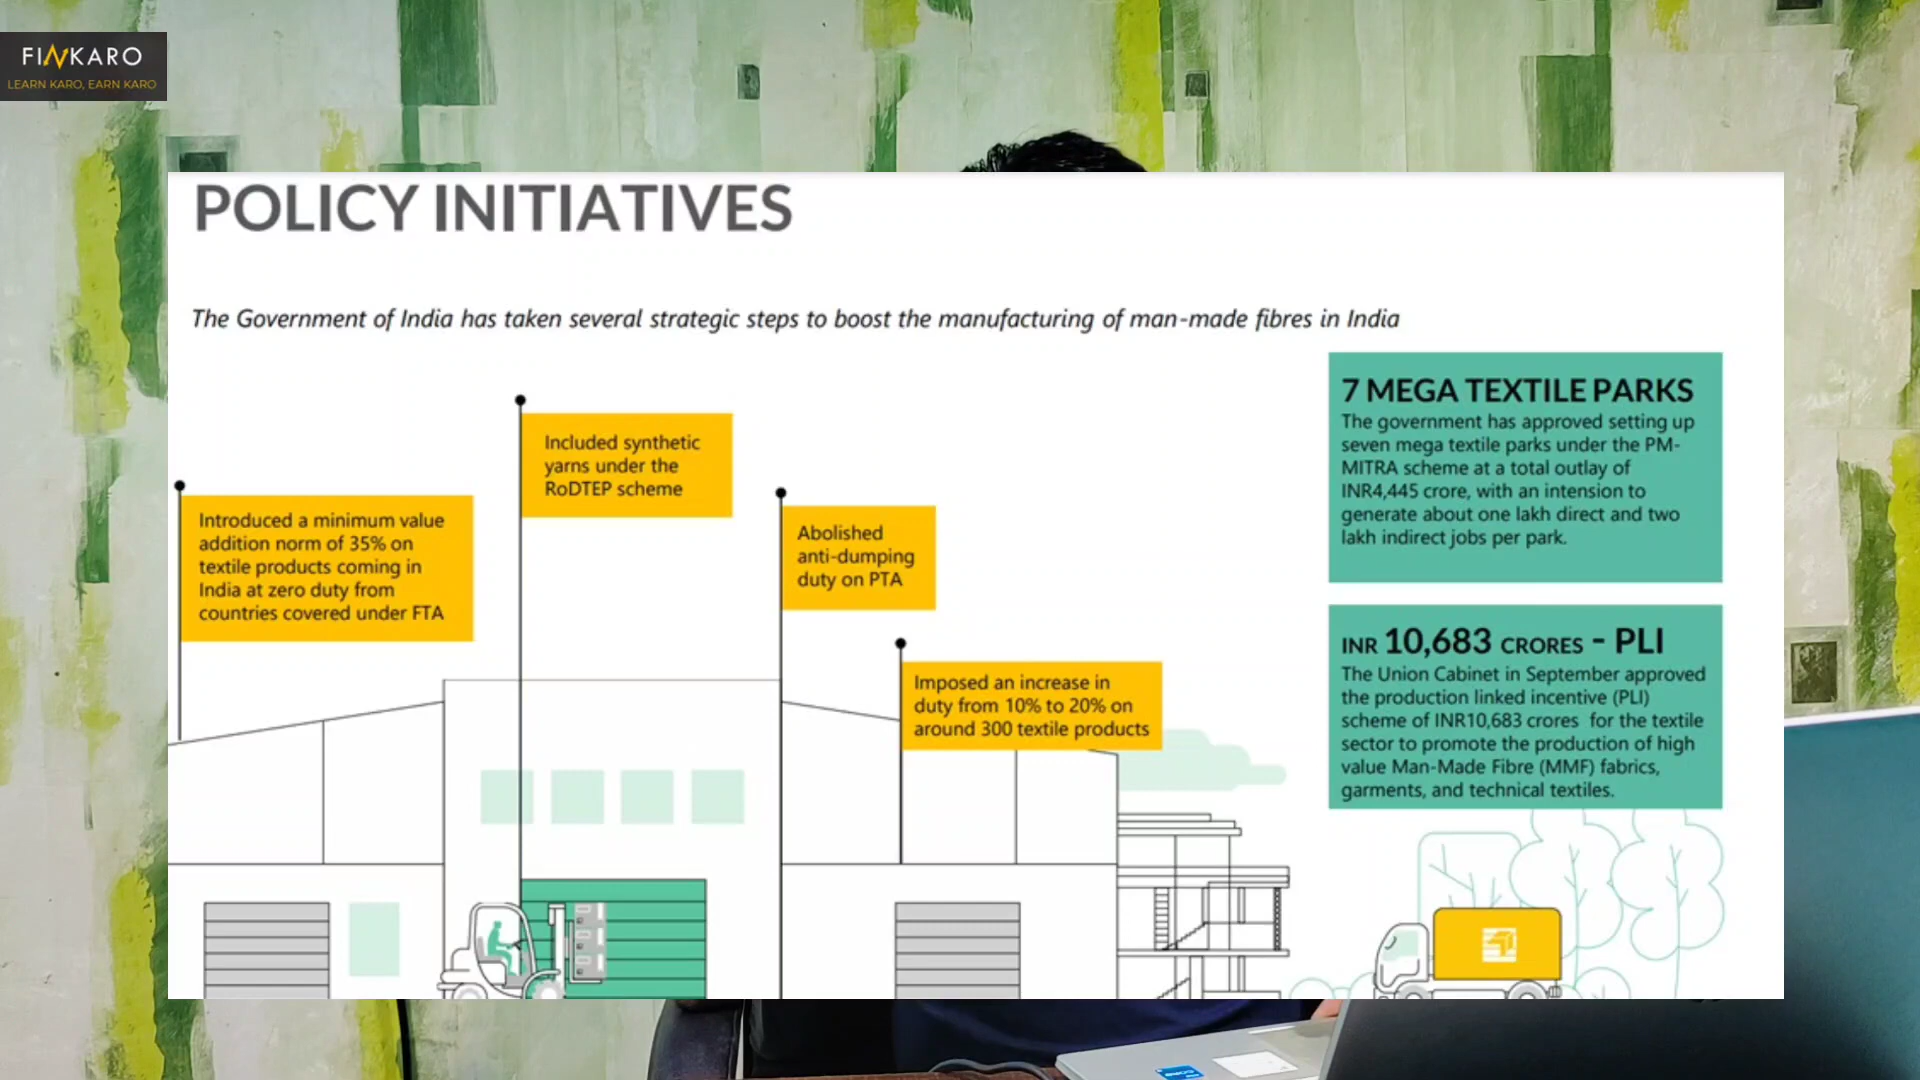 FINKARO
LEARN KARO, EARN KARO
POLICY INITIATIVES
The Government of India has taken several strategic steps to boost the manufacturing of man-made fibres in India
Introduced a minimum value
addition norm of 35% on
textile products coming in
India at zero duty from
countries covered under FTA
Included synthetic
yarns under the
RoDTEP scheme
Abolished
anti-dumping
duty on PTA
Imposed an increase in
duty from 10% to 20% on
around 300 textile products
7 MEGA TEXTILE PARKS
The government has approved setting up
seven mega textile parks under the PM-
MITRA scheme at a total outlay of
INR4,445 crore, with an intension to
generate about one lakh direct and two
lakh indirect jobs per park.
INR 10,683 CRORES - PLI
The Union Cabinet in September approved
the production linked incentive (PLI)
scheme of INR10,683 crores for the textile
sector to promote the production of high
value Man-Made Fibre (MMF) fabrics,
garments, and technical textiles.